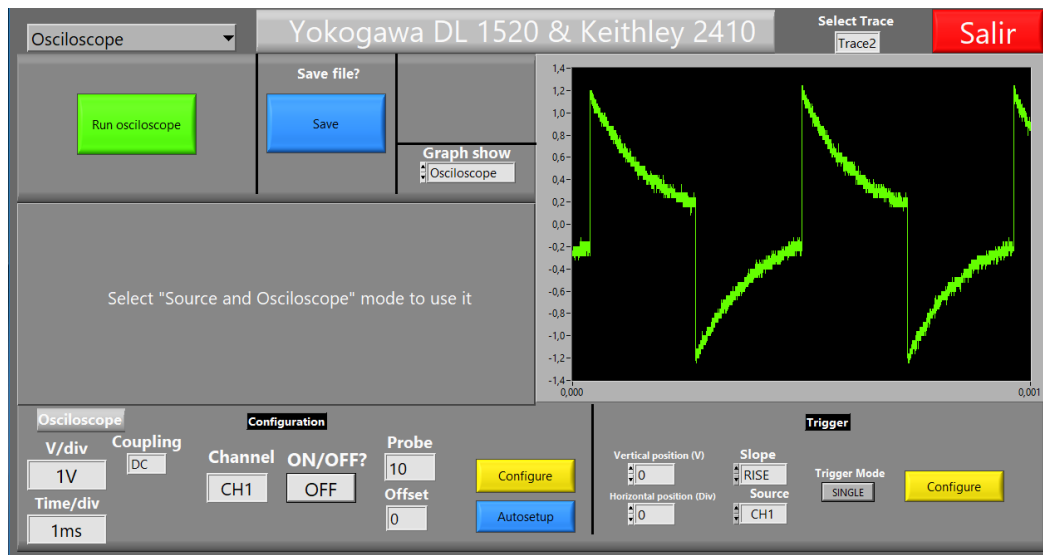 Osciloscope
Yokogawa DL 1520 & Keithley 2410
Select Trace
Trace2
Salir
Run osciloscope
Save file?
Save
Graph show
Osciloscope
1,4
1,2
1,0
0,8
0,6
0,4
0,2
0,0
-0,2
-0,4
-0,6
-0,8
-1,0
-1,2
-1,4
0,000
0,001
Select "Source and Osciloscope" mode to use it
Osciloscope
V/div
1V
Time/div
1ms
Coupling
DC
Configuration
Channel
CH1
ON/OFF?
OFF
Probe
10
Offset
0
Configure
Autosetup
Trigger
Vertical position (V)
0
Horizontal position (Div)
0
Slope
RISE
Source
CH1
Trigger Mode
SINGLE
Configure